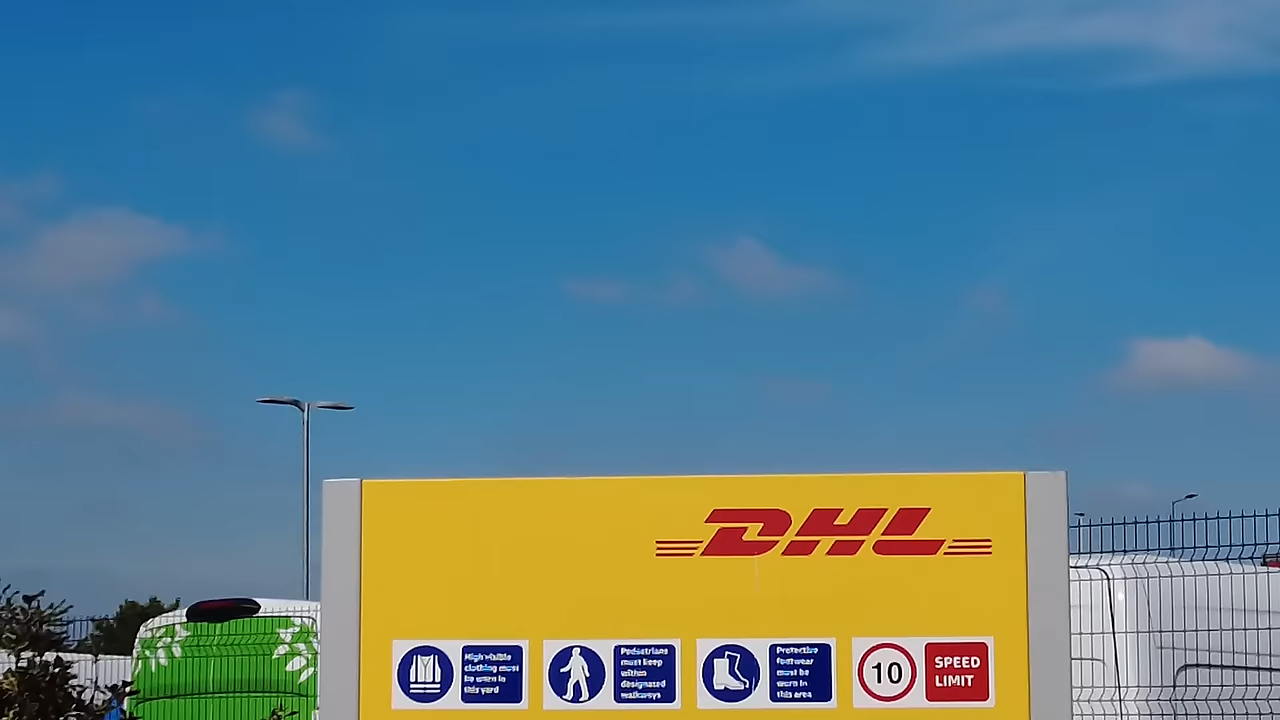 DHL
High visible
clothing must
be worn in
this yard
Pedestrians
must keep
within
designated
walkways
Protective
footwear
must be
worn in
this area
10
SPEED
LIMIT